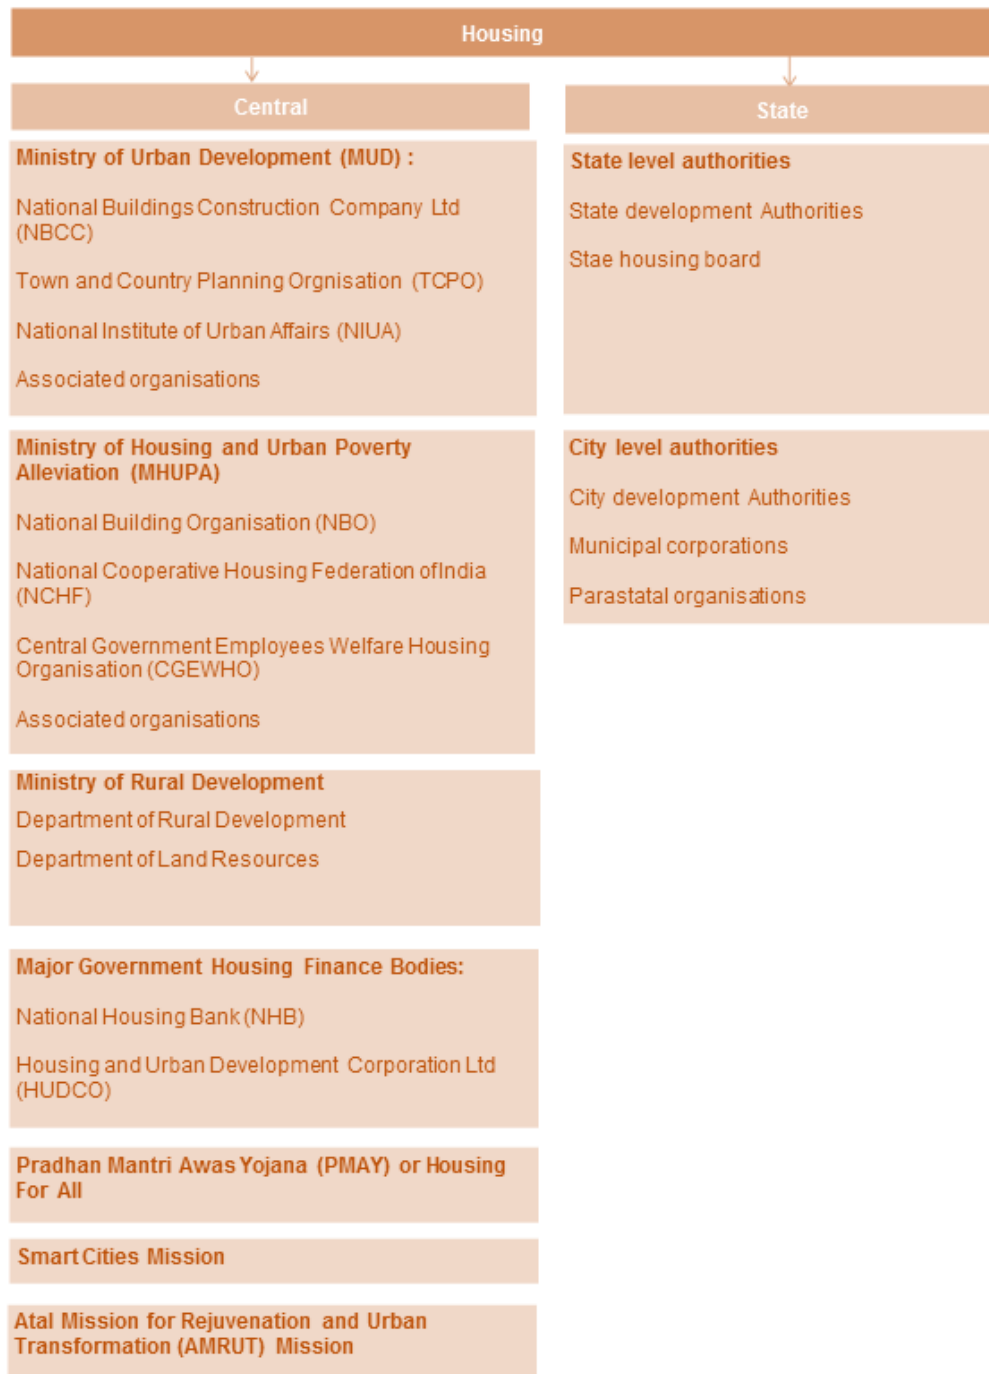 Housing
Central
Ministry of Urban Development (MUD) :
National Buildings Construction Company Ltd
(NBCC)
Town and Country Planning Orgnisation (TCPO)
National Institute of Urban Affairs (NIUA)
Associated organisations
Ministry of Housing and Urban Poverty
Alleviation (MHUPA)
National Building Organisation (NBO)
National Cooperative Housing Federation of India
(NCHF)
Central Government Employees Welfare Housing
Organisation (CGEWHO)
Associated organisations
Ministry of Rural Development
Department of Rural Development
Department of Land Resources
Major Government Housing Finance Bodies:
National Housing Bank (NHB)
Housing and Urban Development Corporation Ltd
(HUDCO)
Pradhan Mantri Awas Yojana (PMAY) or Housing
For All
Smart Cities Mission
Atal Mission for Rejuvenation and Urban
Transformation (AMRUT) Mission
State
State level authorities
State development Authorities
Stae housing board
City level authorities
City development Authorities
Municipal corporations
Parastatal organisations